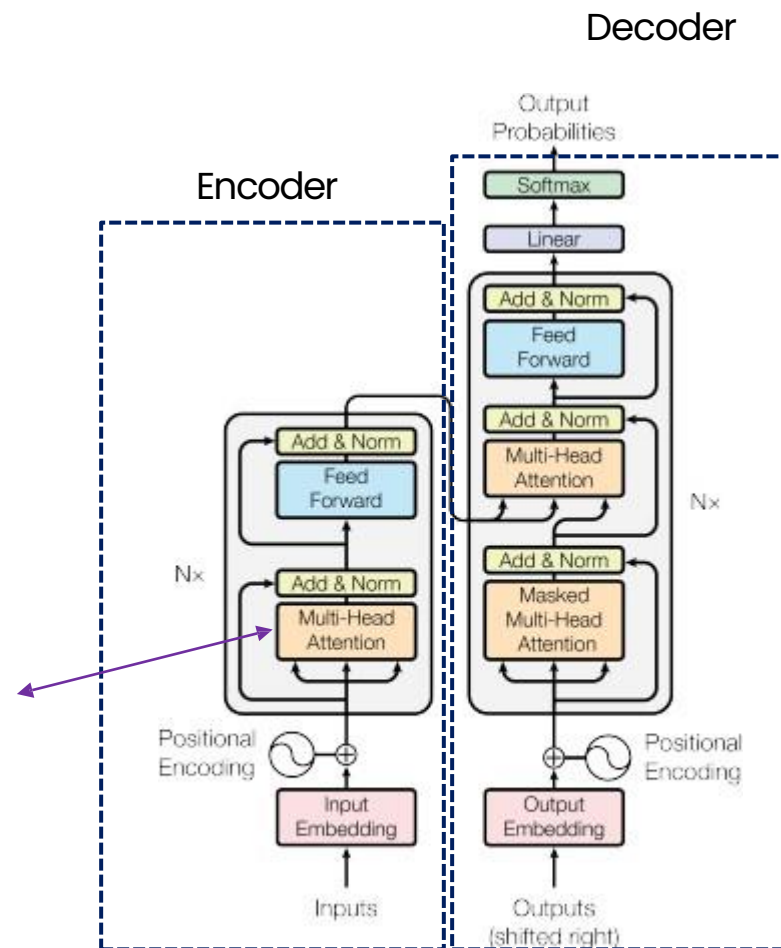 Decoder
Output
Probabilities
Softmax
Linear
Add & Norm
Feed
Forward
Add & Norm
Multi-Head
Attention
Nx
Add & Norm
Masked
Multi-Head
Attention
Positional
Encoding
Output
Embedding
Outputs
(shifted right)
Encoder
Add & Norm
Feed
Forward
Nx
Add & Norm
Multi-Head
Attention
Positional
Encoding
Input
Embedding
Inputs